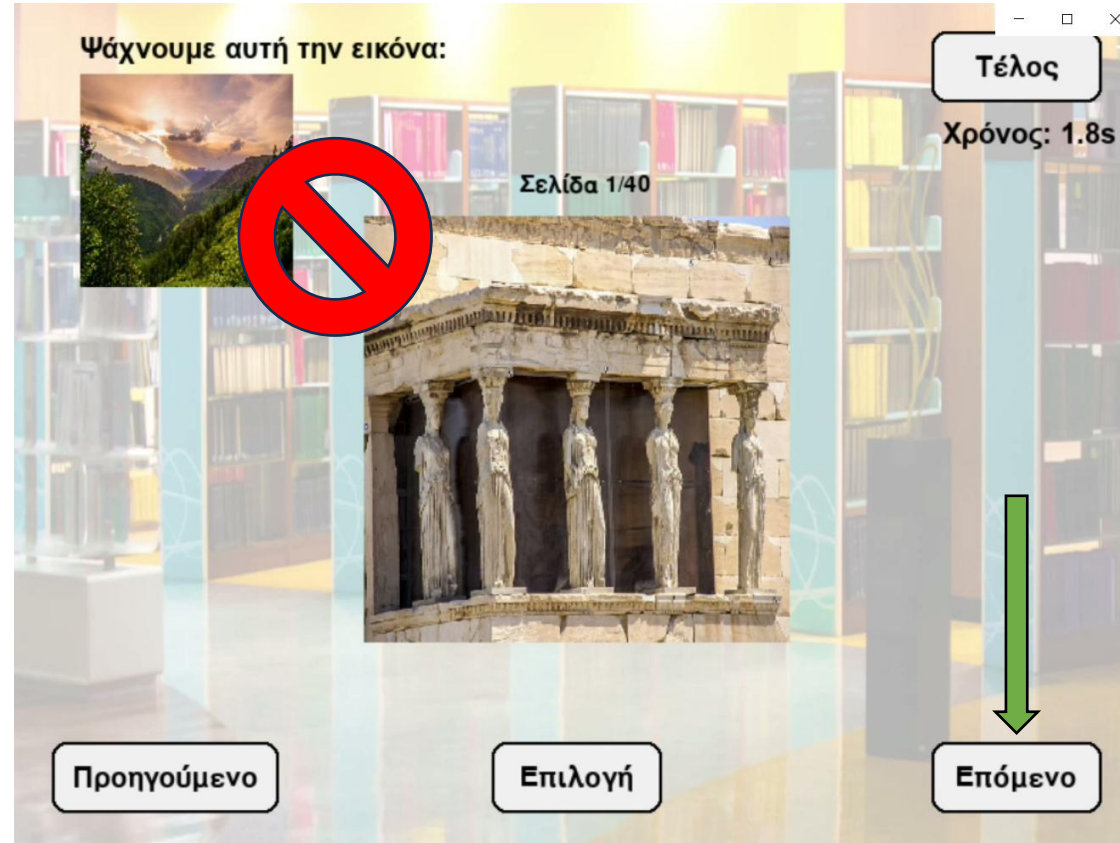 Ψάχνουμε αυτή την εικόνα:
Τέλος
Χρόνος: 1.8s
Σελίδα 1/40
Προηγούμενο
Επιλογή
Επόμενο